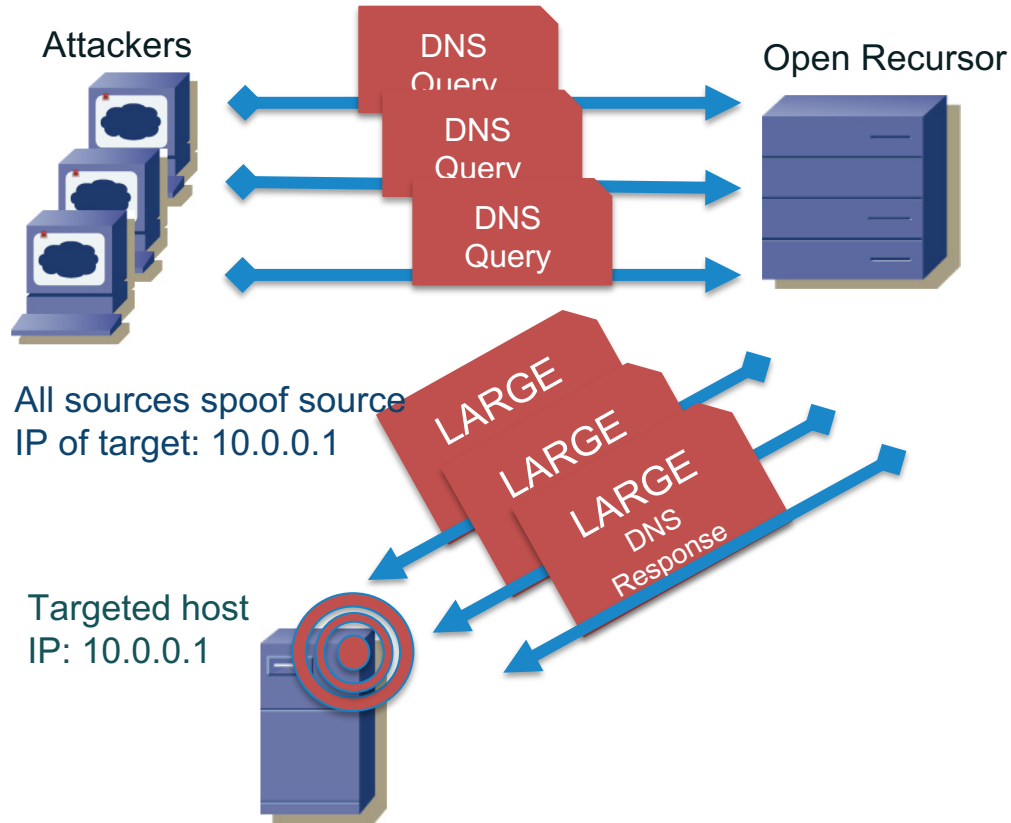 Attackers
DNS
Query
DNS
Query
DNS
Query
Open Recursor
All sources spoof source
IP of target: 10.0.0.1
LARGE
LARGE
LARGE
DNS
Response
Targeted host
IP: 10.0.0.1